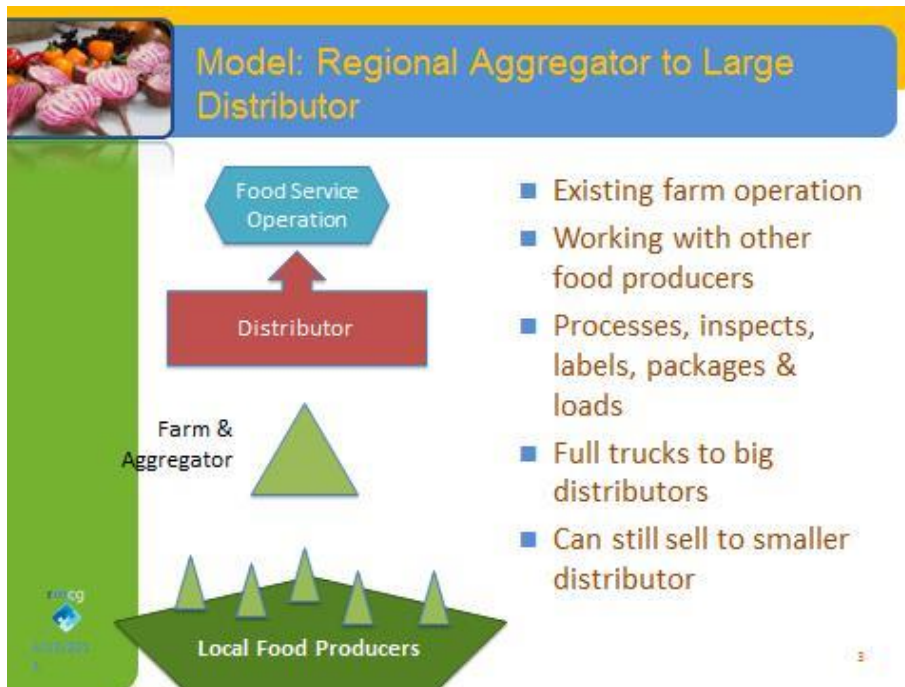 Model: Regional Aggregator to Large
Distributor
Food Service
Operation
Distributor
Farm &
Aggregator
Local Food Producers
Existing farm operation
Working with other
food producers
Processes, inspects,
labels, packages &
loads
Full trucks to big
distributors
Can still sell to smaller
distributor
3